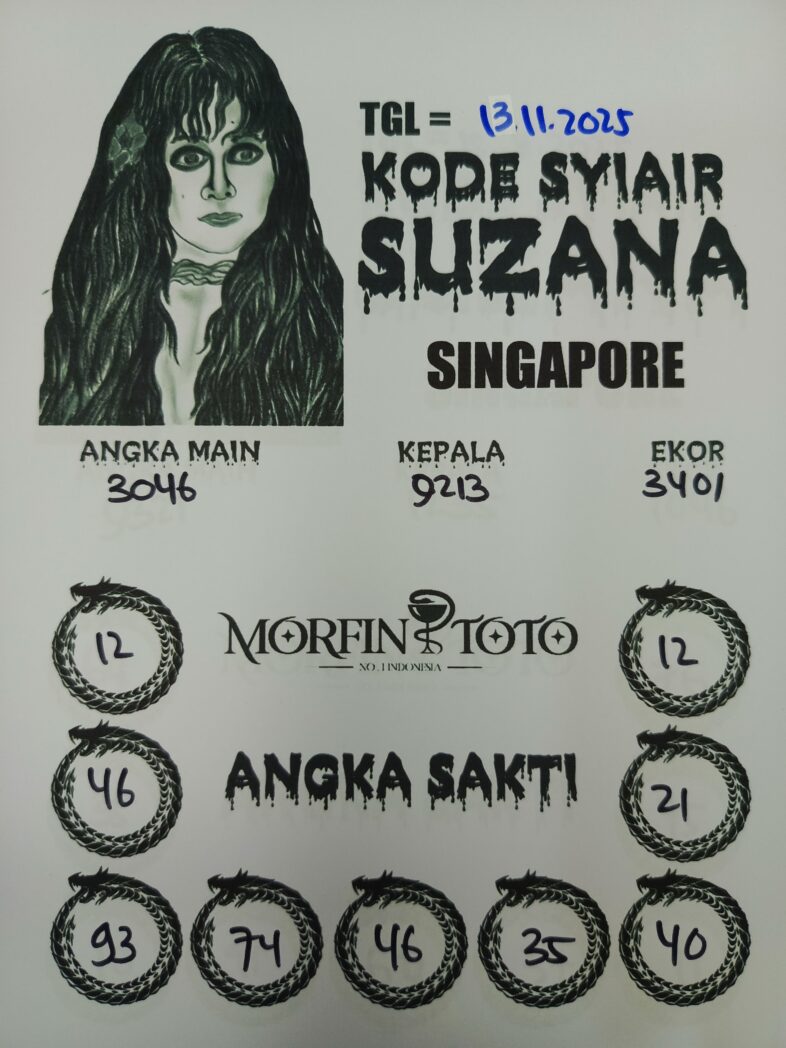 TGL = 13.11.2025
KODE SYIAIR
SUZANA
SINGAPORE
ANGKA MAIN KEPALA EKOR
3046 9213 3401
12 MORFIN TOTO 12
NO. 1 INDONESIA
46 ANGKA SAKTI 21
93 74 46 35 40